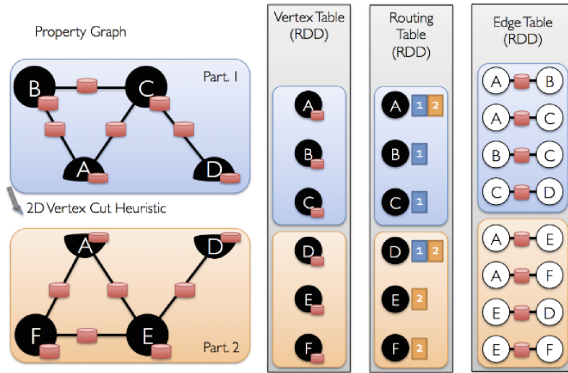 Property Graph
Part. 1
B
C
A
D
2D Vertex Cut Heuristic
A
D
F
E
Part. 2
Vertex Table
(RDD)
A
B
C
D
E
F
Routing
Table
(RDD)
A 1 2
B 1
C 1
D 1 2
E 2
F 2
Edge Table
(RDD)
A B
A C
B C
C D
A E
A F
E D
E F